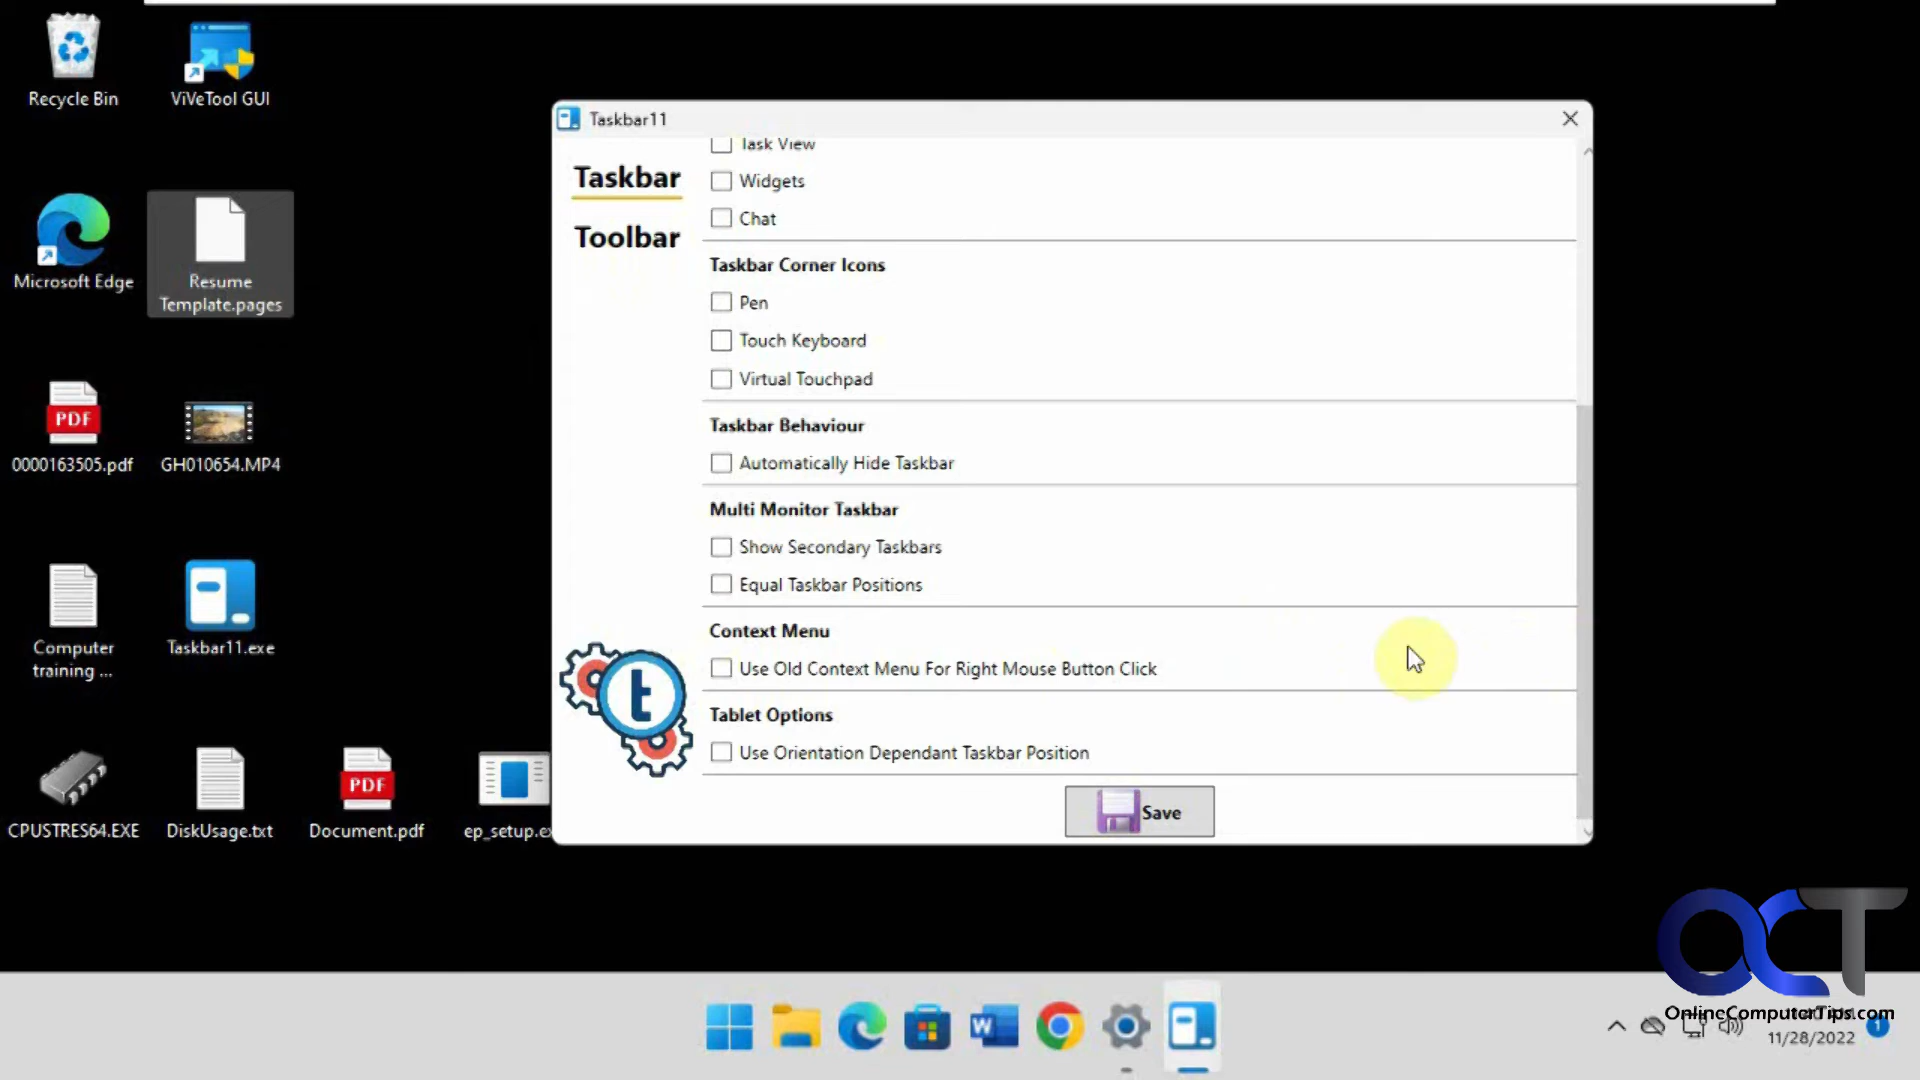 Recycle Bin
ViVeTool GUI
Microsoft Edge
Resume
Template.pages
PDF
0000163505.pdf
GH010654.MP4
Computer
training ...
Taskbar11.exe
CPUSTRES64.EXE
DiskUsage.txt
PDF
Document.pdf
ep_setup.ex
Taskbar11
Taskbar
Toolbar
t
Task View
Widgets
Chat
Taskbar Corner Icons
Pen
Touch Keyboard
Virtual Touchpad
Taskbar Behaviour
Automatically Hide Taskbar
Multi Monitor Taskbar
Show Secondary Taskbars
Equal Taskbar Positions
Context Menu
Use Old Context Menu For Right Mouse Button Click
Tablet Options
Use Orientation Dependant Taskbar Position
Save
OCT
OnlineComputerTips.com
W
11/28/2022
1